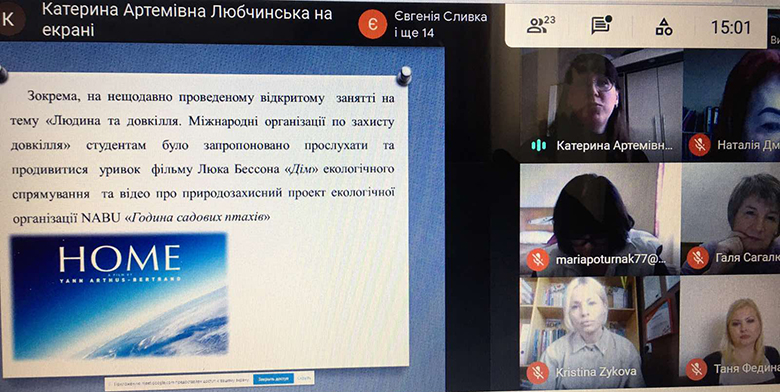 К
Катерина Артемівна Любчинська на
екрані
Є
Євгенія Сливка
і ще 14
23
15:01
Зокрема, на нещодавно проведеному відкритому занятті на
тему «Людина та довкілля. Міжнародні організації по захисту
довкілля» студентам було запропоновано прослухати та
продивитися уривок фільму Люка Бессона «Дім» екологічного
спрямування та відео про природозахисний проект екологічної
організації NABU «Година садових птахів»
HOME
A FILM BY
YANN ARTHUS-BERTRAND
Катерина Артемівн...
Наталія Дм
mariapoturnak77@...
Галя Сагалк
Kristina Zykova
Таня Федина